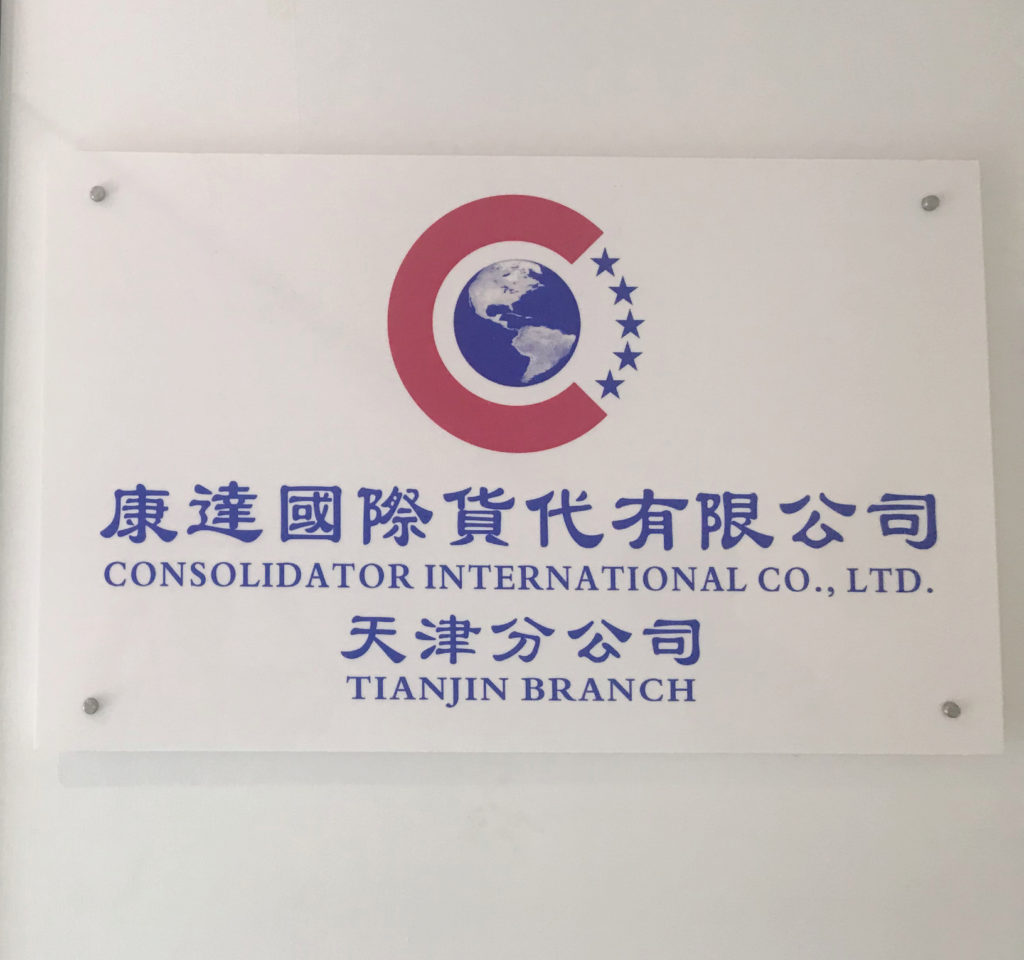 康達國際貨代有限公司
CONSOLIDATOR INTERNATIONAL CO., LTD.
天津分公司
TIANJIN BRANCH